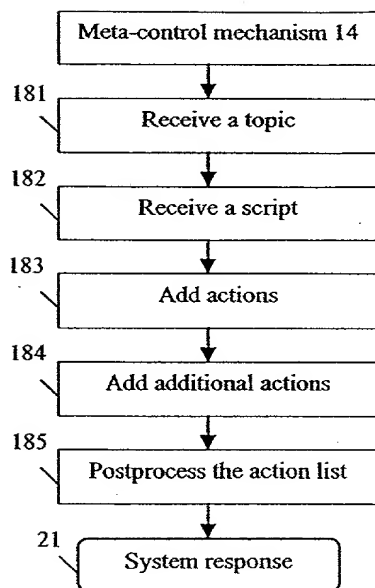 Meta-control mechanism 14
181
Receive a topic
182
Receive a script
183
Add actions
184
Add additional actions
185
Postprocess the action list
21
System response